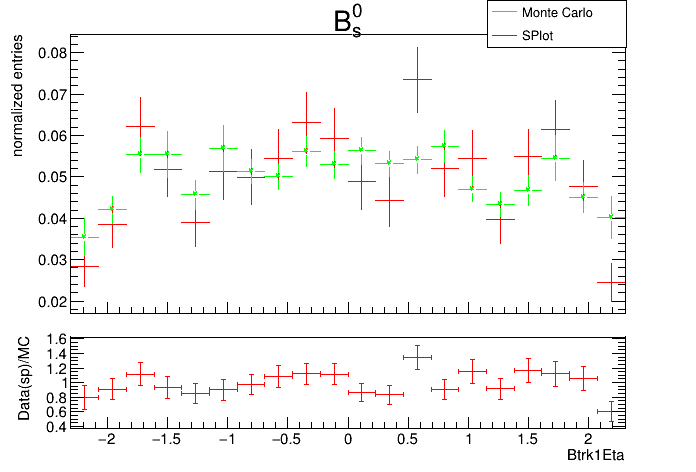 B⁰ₛ
Monte Carlo
SPlot
normalized entries
0.08
0.07
0.06
0.05
0.04
0.03
0.02
Data(sp)/MC
1.6
1.4
1.2
1
0.8
0.6
0.4
−2 −1.5 −1 −0.5 0 0.5 1 1.5 2
Btrk1Eta